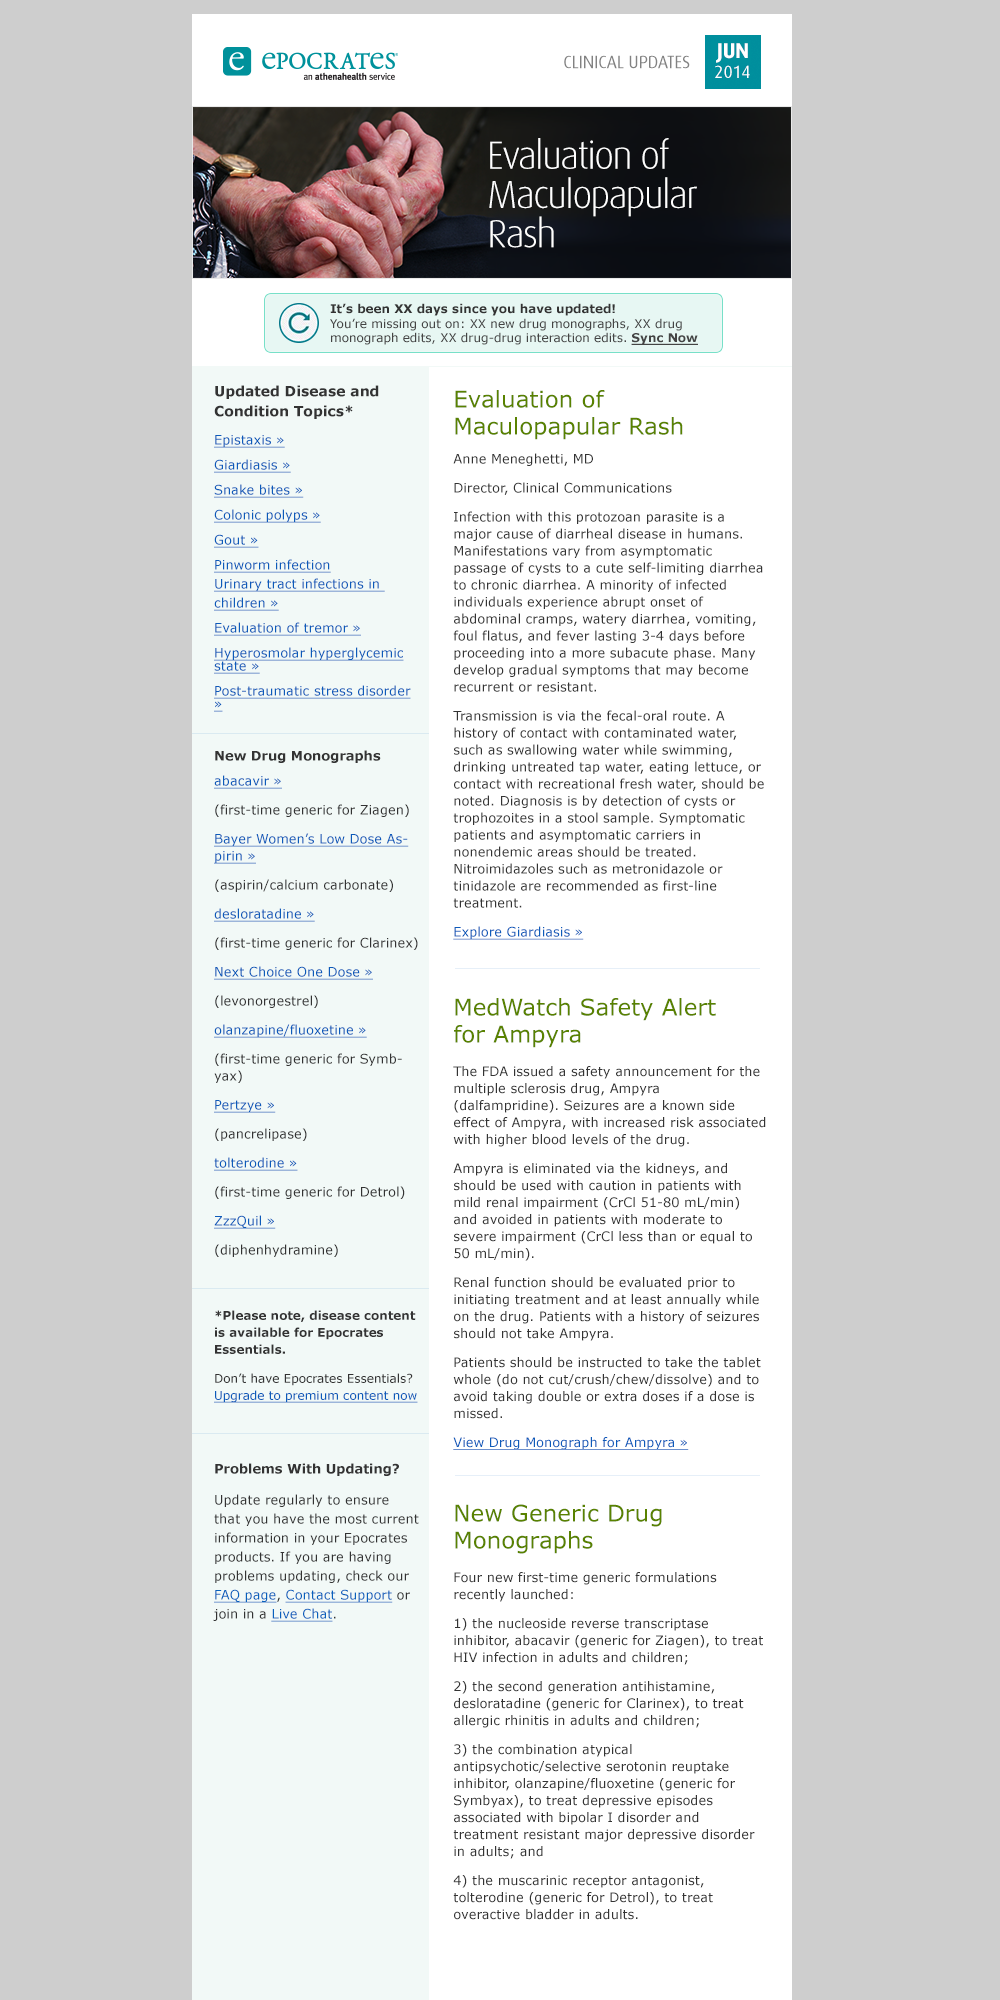 e EPOCRATES®
an athenahealth service
CLINICAL UPDATES
JUN
2014
Evaluation of
Maculopapular
Rash
It’s been XX days since you have updated!
You’re missing out on: XX new drug monographs, XX drug
monograph edits, XX drug-drug interaction edits. Sync Now
Updated Disease and
Condition Topics*
Epistaxis »
Giardiasis »
Snake bites »
Colonic polyps »
Gout »
Pinworm infection
Urinary tract infections in
children »
Evaluation of tremor »
Hyperosmolar hyperglycemic
state »
Post-traumatic stress disorder
»
New Drug Monographs
abacavir »
(first-time generic for Ziagen)
Bayer Women’s Low Dose As-
pirin »
(aspirin/calcium carbonate)
desloratadine »
(first-time generic for Clarinex)
Next Choice One Dose »
(levonorgestrel)
olanzapine/fluoxetine »
(first-time generic for Symb-
yax)
Pertzye »
(pancrelipase)
tolterodine »
(first-time generic for Detrol)
ZzzQuil »
(diphenhydramine)
*Please note, disease content
is available for Epocrates
Essentials.
Don’t have Epocrates Essentials?
Upgrade to premium content now
Problems With Updating?
Update regularly to ensure
that you have the most current
information in your Epocrates
products. If you are having
problems updating, check our
FAQ page, Contact Support or
join in a Live Chat.
Evaluation of
Maculopapular Rash
Anne Meneghetti, MD
Director, Clinical Communications
Infection with this protozoan parasite is a
major cause of diarrheal disease in humans.
Manifestations vary from asymptomatic
passage of cysts to a cute self-limiting diarrhea
to chronic diarrhea. A minority of infected
individuals experience abrupt onset of
abdominal cramps, watery diarrhea, vomiting,
foul flatus, and fever lasting 3-4 days before
proceeding into a more subacute phase. Many
develop gradual symptoms that may become
recurrent or resistant.
Transmission is via the fecal-oral route. A
history of contact with contaminated water,
such as swallowing water while swimming,
drinking untreated tap water, eating lettuce, or
contact with recreational fresh water, should be
noted. Diagnosis is by detection of cysts or
trophozoites in a stool sample. Symptomatic
patients and asymptomatic carriers in
nonendemic areas should be treated.
Nitroimidazoles such as metronidazole or
tinidazole are recommended as first-line
treatment.
Explore Giardiasis »
MedWatch Safety Alert
for Ampyra
The FDA issued a safety announcement for the
multiple sclerosis drug, Ampyra
(dalfampridine). Seizures are a known side
effect of Ampyra, with increased risk associated
with higher blood levels of the drug.
Ampyra is eliminated via the kidneys, and
should be used with caution in patients with
mild renal impairment (CrCl 51-80 mL/min)
and avoided in patients with moderate to
severe impairment (CrCl less than or equal to
50 mL/min).
Renal function should be evaluated prior to
initiating treatment and at least annually while
on the drug. Patients with a history of seizures
should not take Ampyra.
Patients should be instructed to take the tablet
whole (do not cut/crush/chew/dissolve) and to
avoid taking double or extra doses if a dose is
missed.
View Drug Monograph for Ampyra »
New Generic Drug
Monographs
Four new first-time generic formulations
recently launched:
1) the nucleoside reverse transcriptase
inhibitor, abacavir (generic for Ziagen), to treat
HIV infection in adults and children;
2) the second generation antihistamine,
desloratadine (generic for Clarinex), to treat
allergic rhinitis in adults and children;
3) the combination atypical
antipsychotic/selective serotonin reuptake
inhibitor, olanzapine/fluoxetine (generic for
Symbyax), to treat depressive episodes
associated with bipolar I disorder and
treatment resistant major depressive disorder
in adults; and
4) the muscarinic receptor antagonist,
tolterodine (generic for Detrol), to treat
overactive bladder in adults.